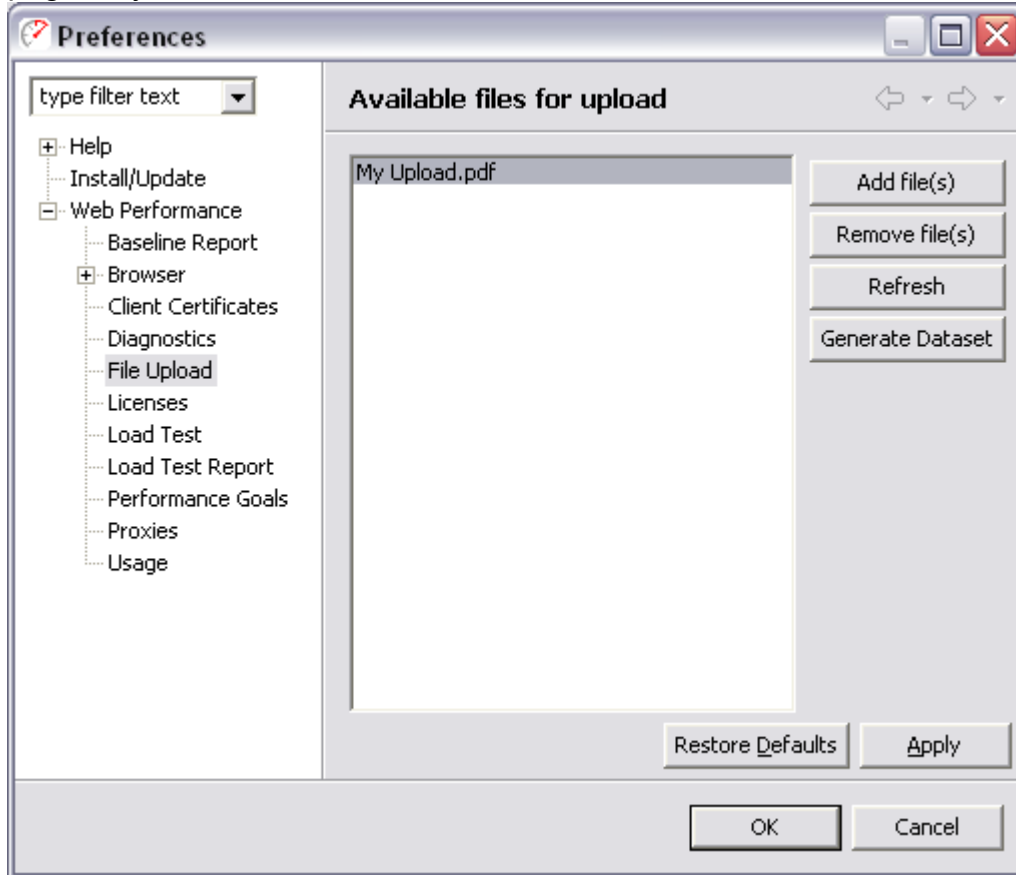 Preferences
type filter text
Help
Install/Update
Web Performance
Baseline Report
Browser
Client Certificates
Diagnostics
File Upload
Licenses
Load Test
Load Test Report
Performance Goals
Proxies
Usage
Available files for upload
My Upload.pdf
Add file(s)
Remove file(s)
Refresh
Generate Dataset
Restore Defaults
Apply
OK
Cancel